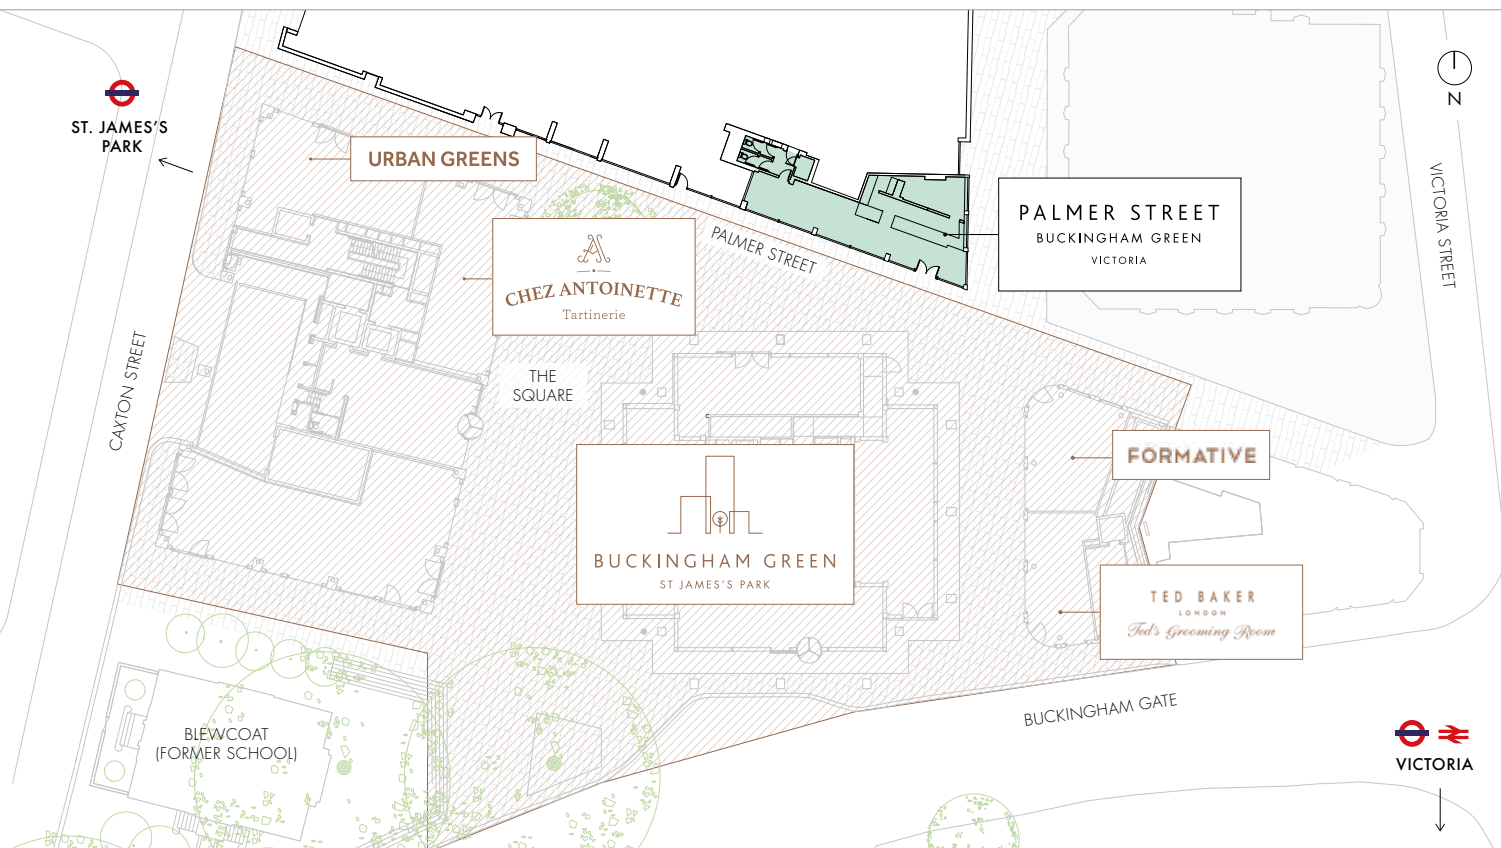 ST. JAMES'S
PARK
URBAN GREENS
N
VICTORIA STREET
PALMER STREET
BUCKINGHAM GREEN
VICTORIA
PALMER STREET
A
CHEZ ANTOINETTE
Tartinerie
CAXTON STREET
THE
SQUARE
FORMATIVE
BUCKINGHAM GREEN
ST JAMES'S PARK
TED BAKER
LONDON
Ted's Grooming Room
BUCKINGHAM GATE
BLEWCOAT
(FORMER SCHOOL)
VICTORIA